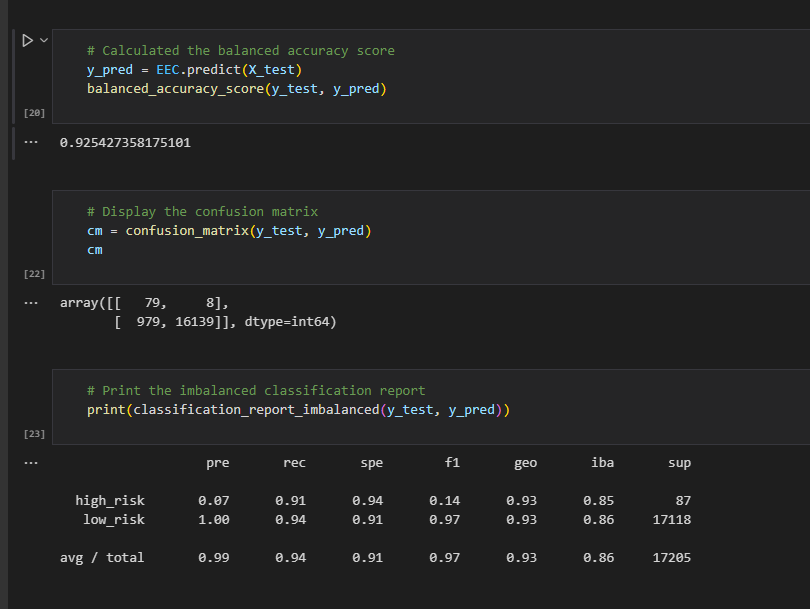 # Calculated the balanced accuracy score
y_pred = EEC.predict(X_test)
balanced_accuracy_score(y_test, y_pred)
[20]
... 0.925427358175101
# Display the confusion matrix
cm = confusion_matrix(y_test, y_pred)
cm
[22]
... array([[   79,     8],
       [  979, 16139]], dtype=int64)
# Print the imbalanced classification report
print(classification_report_imbalanced(y_test, y_pred))
[23]
... pre rec spe f1 geo iba sup
high_risk 0.07 0.91 0.94 0.14 0.93 0.85 87
low_risk 1.00 0.94 0.91 0.97 0.93 0.86 17118
avg / total 0.99 0.94 0.91 0.97 0.93 0.86 17205